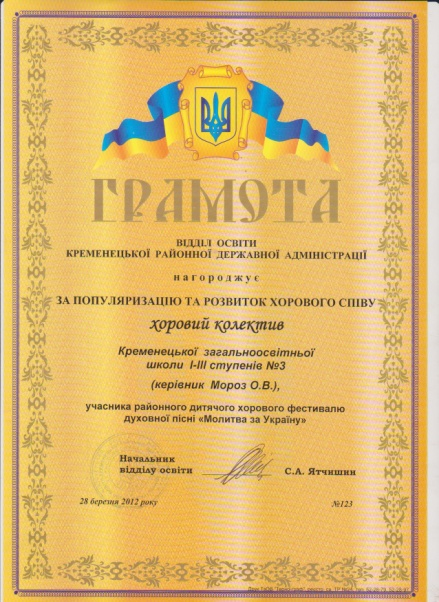 ГРАМОТА
ВІДДІЛ ОСВІТИ
КРЕМЕНЕЦЬКОЇ РАЙОННОЇ ДЕРЖАВНОЇ АДМІНІСТРАЦІЇ
нагороджує
ЗА ПОПУЛЯРИЗАЦІЮ ТА РОЗВИТОК ХОРОВОГО СПІВУ
хоровий колектив
Кременецької загальноосвітньої
школи І-ІІІ ступенів №3
(керівник Мороз О.В.),
учасника районного дитячого хорового фестивалю
духовної пісні «Молитва за Україну»
Начальник
відділу освіти С.А. Ятчишин
28 березня 2012 року №123